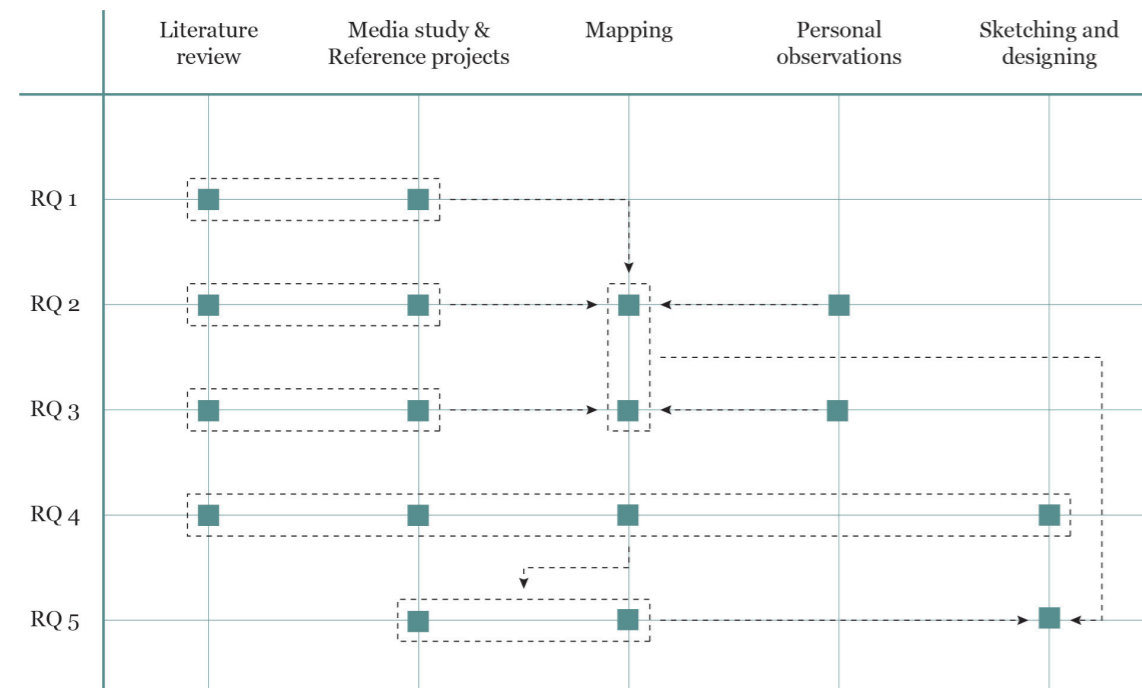 Literature
review
Media study &
Reference projects
Mapping
Personal
observations
Sketching and
designing
RQ 1
RQ 2
RQ 3
RQ 4
RQ 5